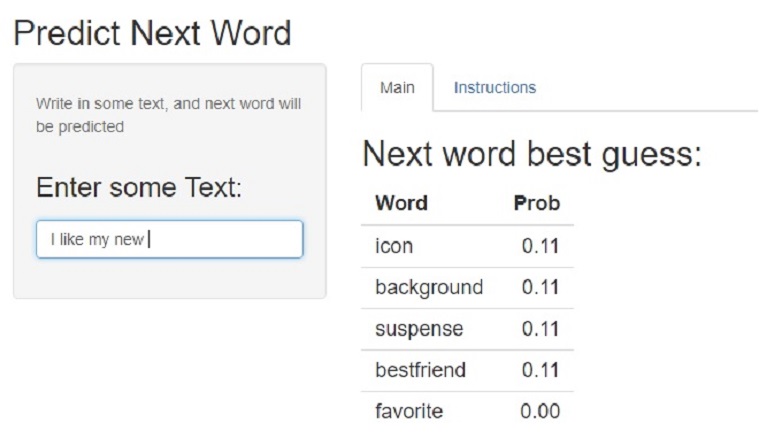 Predict Next Word
Write in some text, and next word will
be predicted
Enter some Text:
I like my new
Main Instructions
Next word best guess:
Word Prob
icon 0.11
background 0.11
suspense 0.11
bestfriend 0.11
favorite 0.00